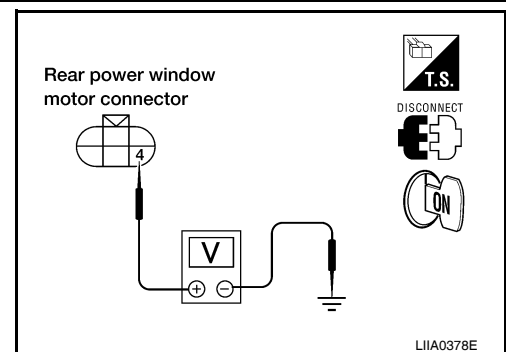 Rear power window
motor connector
4
V
+ −
T.S.
DISCONNECT
ON
LIIA0378E